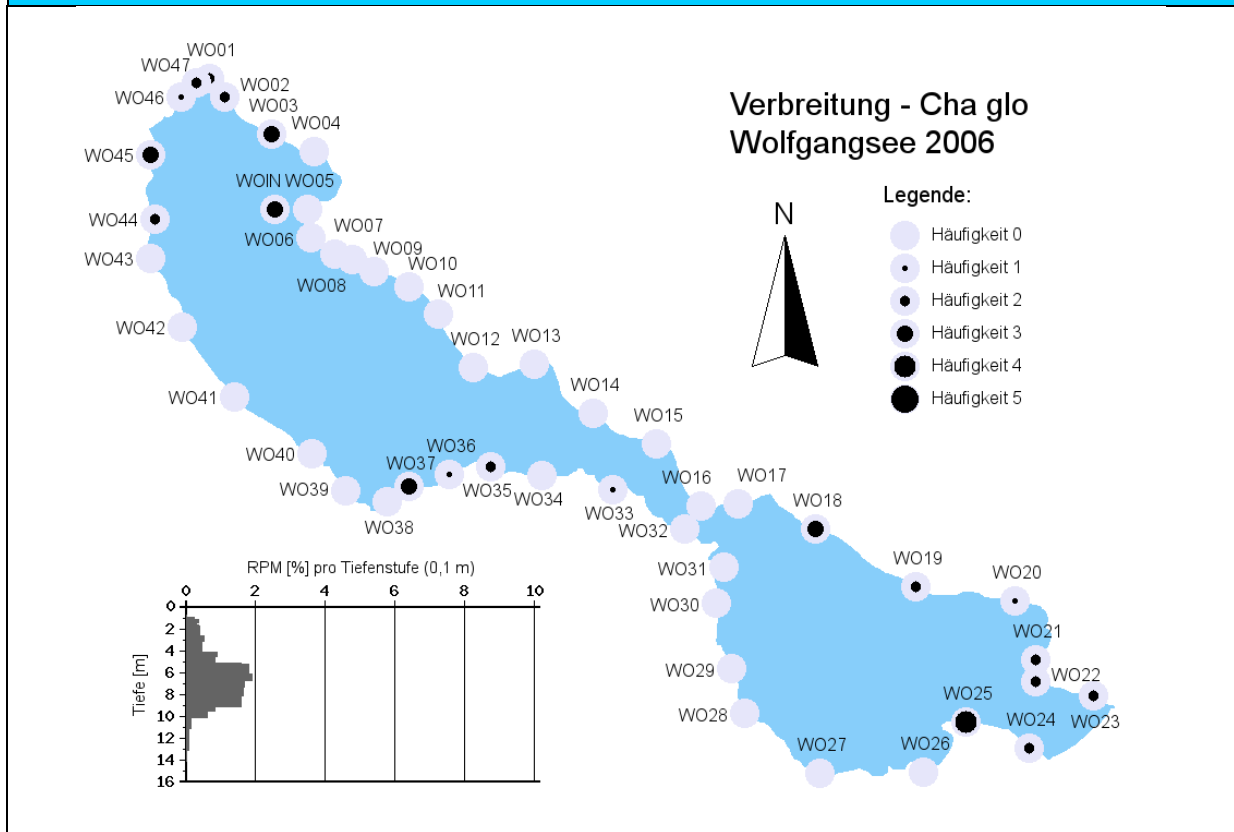 Verbreitung - Cha glo
Wolfgangsee 2006
Legende:
Häufigkeit 0
Häufigkeit 1
Häufigkeit 2
Häufigkeit 3
Häufigkeit 4
Häufigkeit 5
N
WO01
WO47
WO02
WO46
WO03
WO04
WO45
WOIN WO05
WO44
WO06
WO07
WO43
WO09
WO08
WO10
WO11
WO42
WO12
WO13
WO41
WO14
WO15
WO40
WO36
WO37
WO35
WO34
WO39
WO38
WO33
WO16
WO17
WO32
WO18
WO31
WO19
WO20
WO30
WO21
WO29
WO22
WO23
WO28
WO25
WO24
WO27
WO26
RPM [%] pro Tiefenstufe (0,1 m)
0 2 4 6 8 10
Tiefe [m]
0
2
4
6
8
10
12
14
16